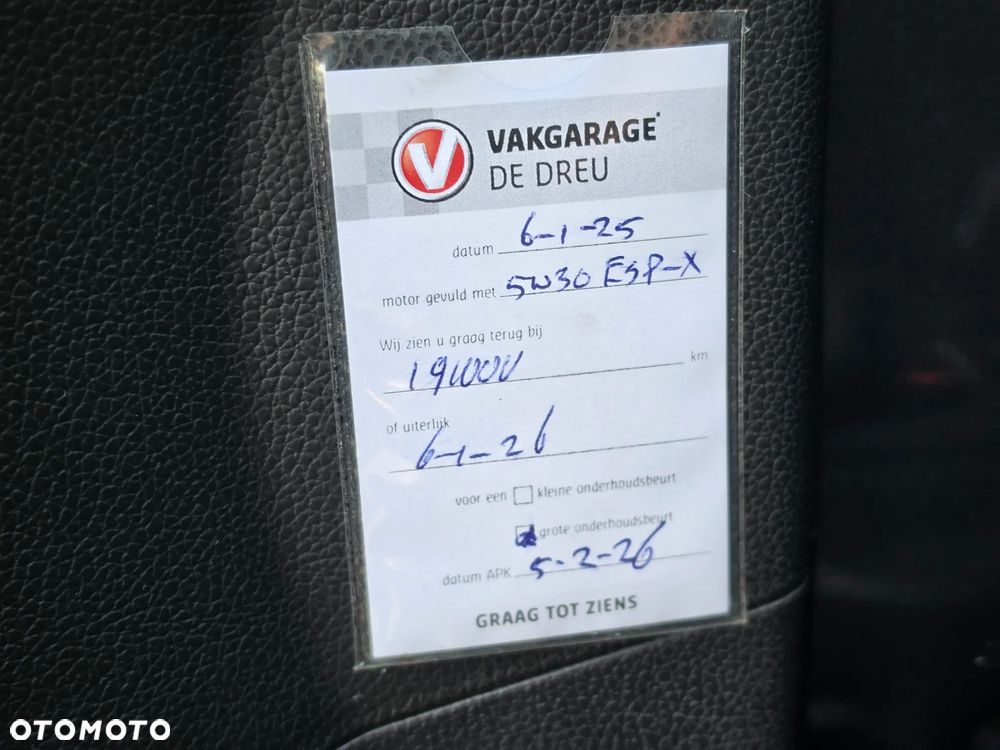 VAKGARAGE
DE DREU
datum 6-1-25
motor gevuld met 5W30 ESP-X
Wij zien u graag terug bij
km
of uiterlijk
6-1-26
voor een kleine onderhoudsbeurt
grote onderhoudsbeurt
datum APK 5-2-26
GRAAG TOT ZIENS
OTOMOTO